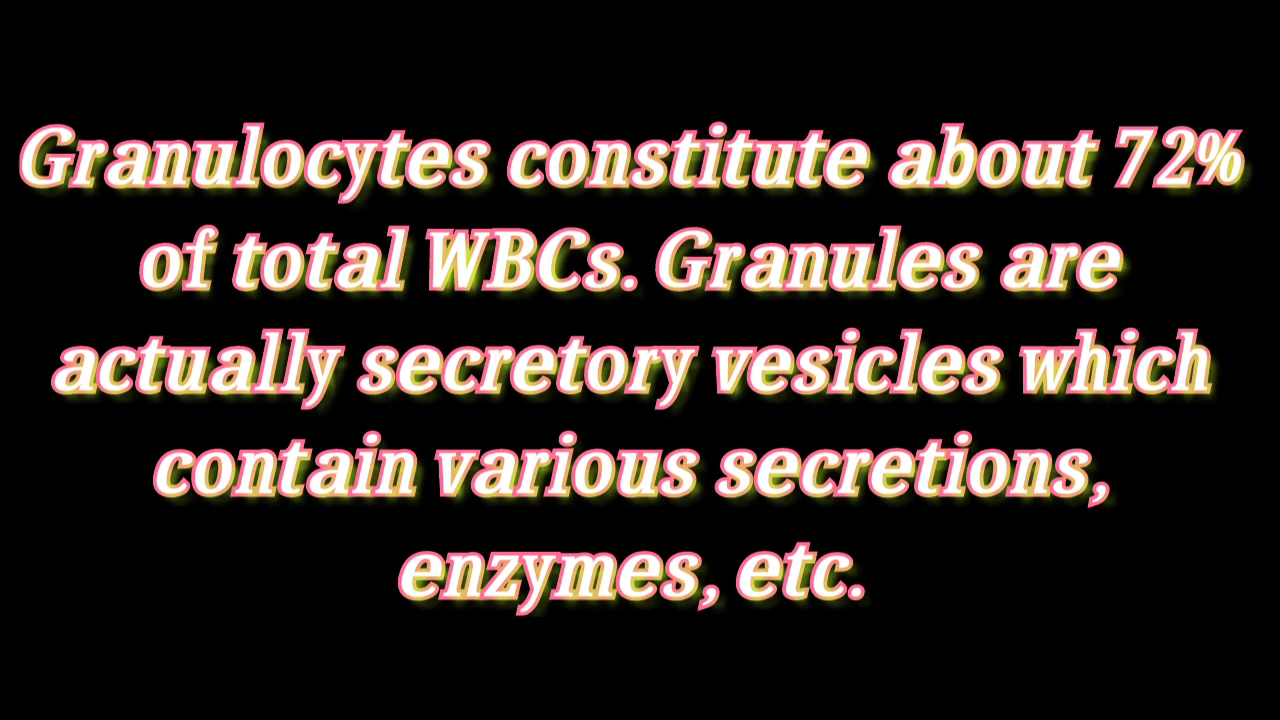 Granulocytes constitute about 72%
of total WBCs. Granules are
actually secretory vesicles which
contain various secretions,
enzymes, etc.